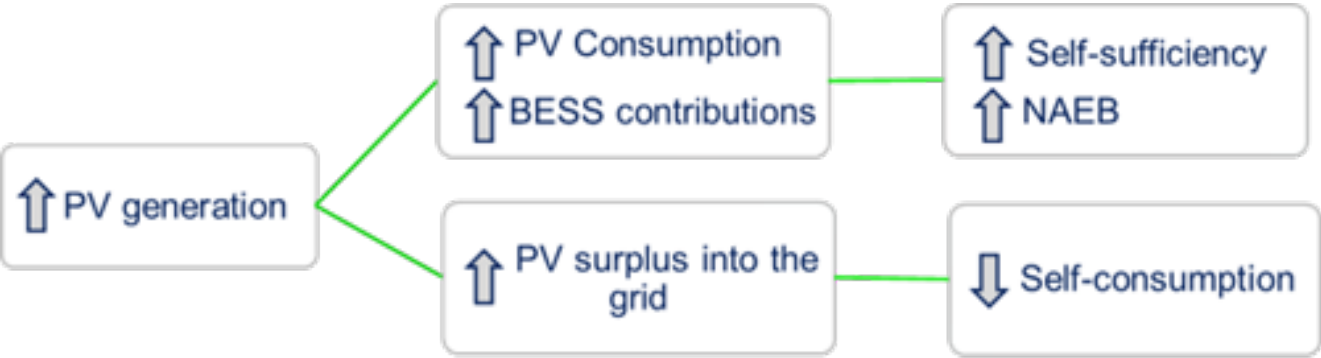 PV generation
PV Consumption
BESS contributions
PV surplus into the
grid
Self-sufficiency
NAEB
Self-consumption